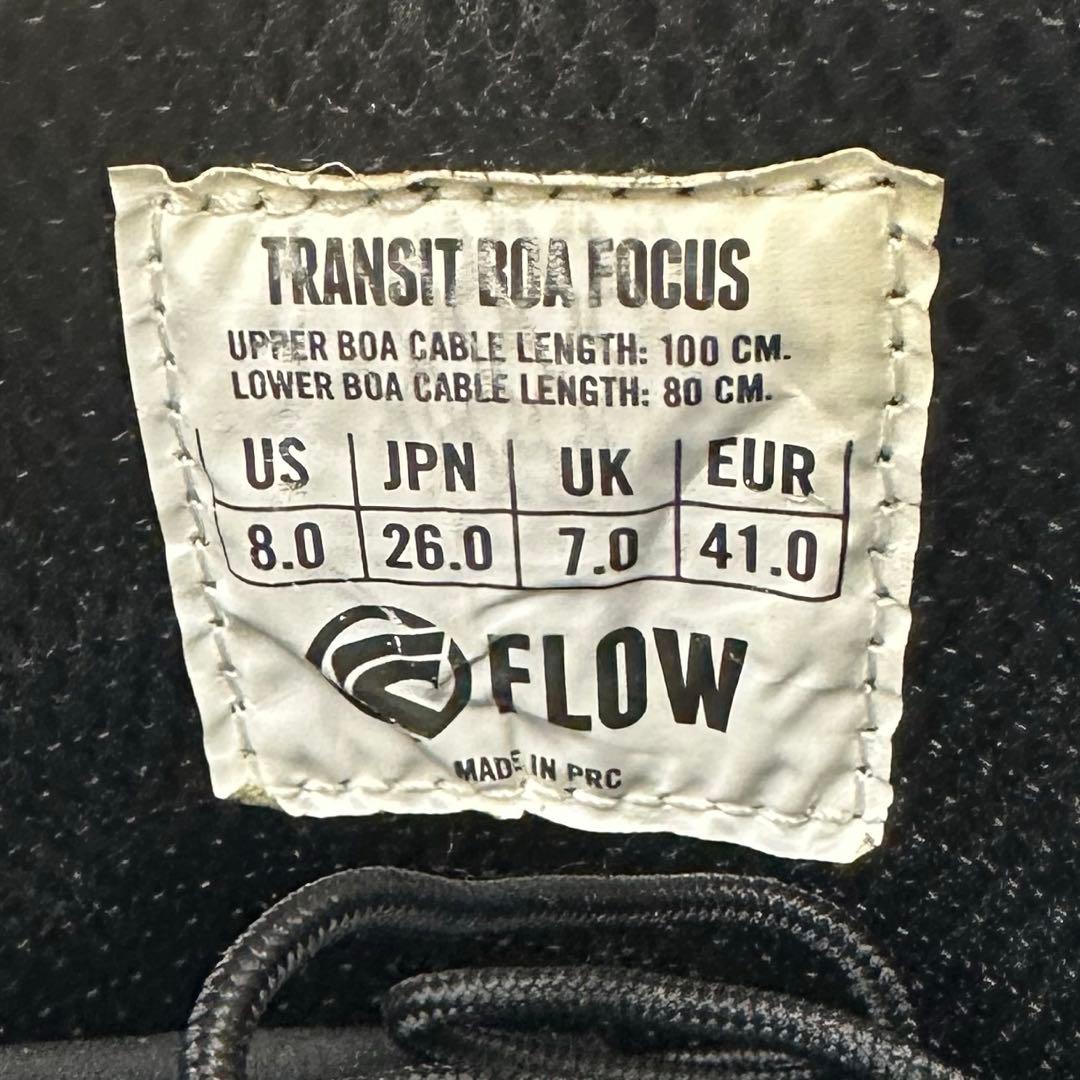 TRANSIT BOA FOCUS
UPPER BOA CABLE LENGTH: 100 CM.
LOWER BOA CABLE LENGTH: 80 CM.
US JPN UK EUR
8.0 26.0 7.0 41.0
FLOW
MADE IN PRC